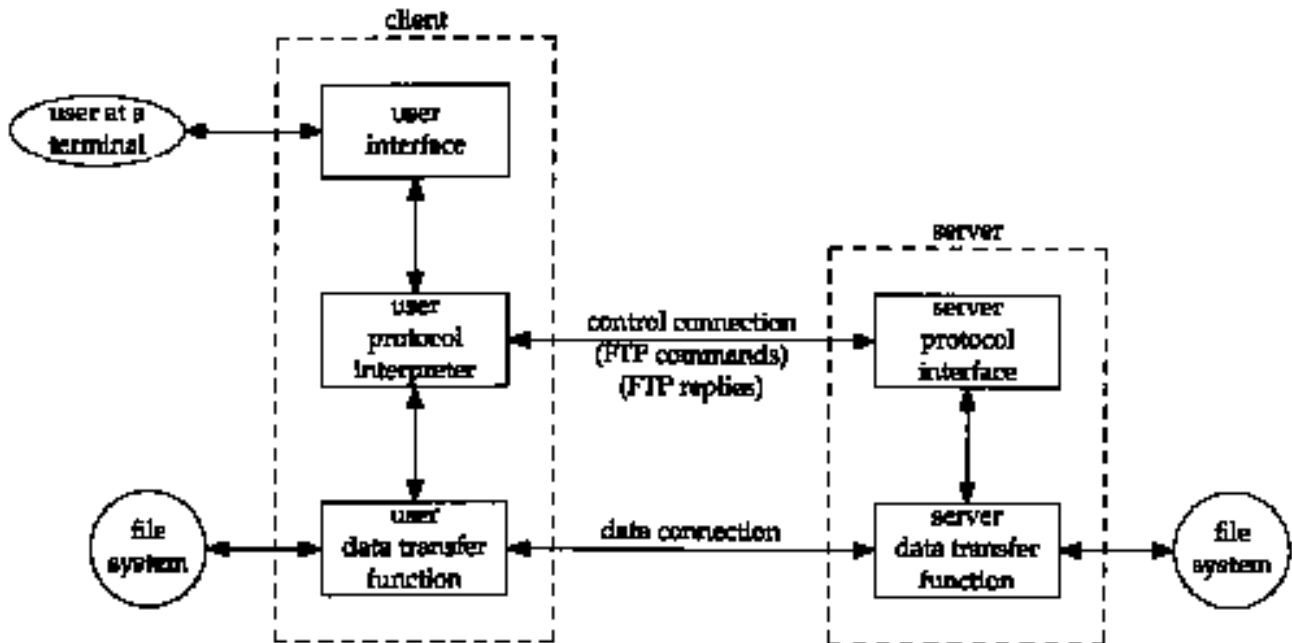 client
user at a
terminal
user
interface
server
user
protocol
interpreter
control connection
(FTP commands)
(FTP replies)
server
protocol
interface
file
system
user
data transfer
function
data connection
server
data transfer
function
file
system